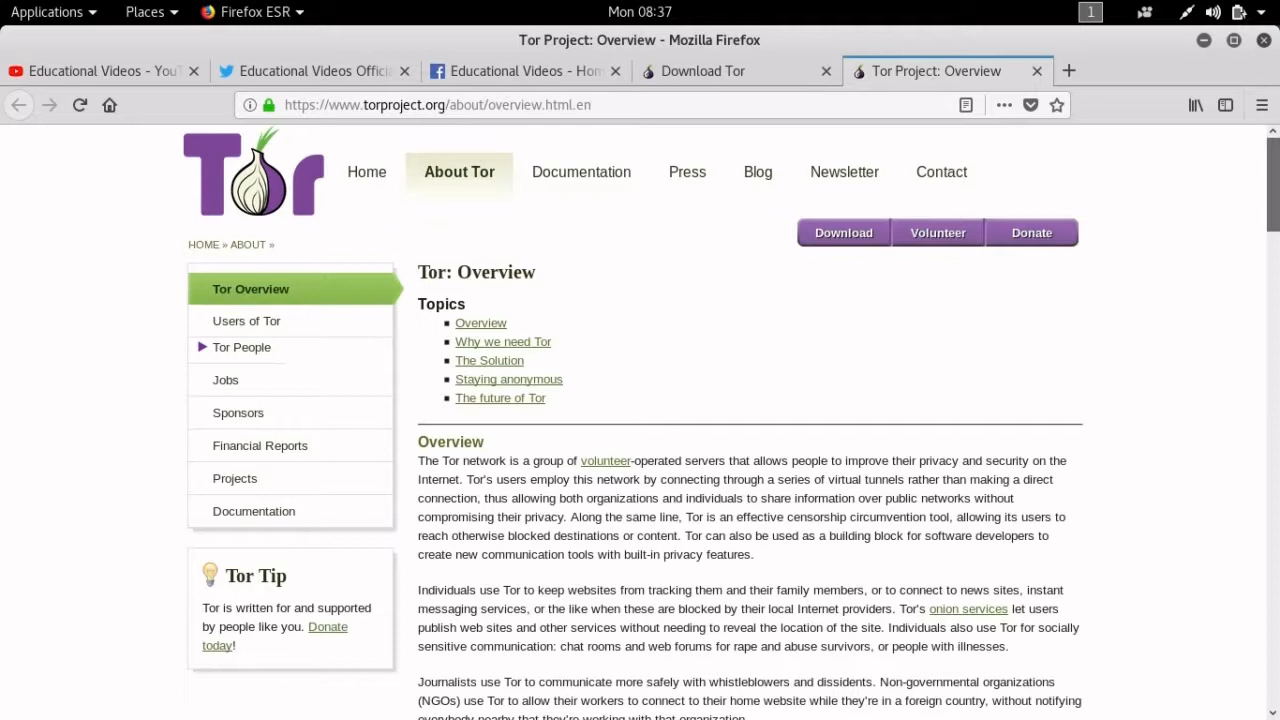 Applications Places Firefox ESR Mon 08:37 1
Tor Project: Overview - Mozilla Firefox
Educational Videos - YouT Educational Videos Officia Educational Videos - Hom Download Tor Tor Project: Overview
https://www.torproject.org/about/overview.html.en
Tor Home About Tor Documentation Press Blog Newsletter Contact
Download Volunteer Donate
HOME » ABOUT »
Tor Overview
Users of Tor
Tor People
Jobs
Sponsors
Financial Reports
Projects
Documentation
Tor Tip
Tor is written for and supported
by people like you. Donate
today!
Tor: Overview
Topics
Overview
Why we need Tor
The Solution
Staying anonymous
The future of Tor
Overview
The Tor network is a group of volunteer-operated servers that allows people to improve their privacy and security on the
Internet. Tor's users employ this network by connecting through a series of virtual tunnels rather than making a direct
connection, thus allowing both organizations and individuals to share information over public networks without
compromising their privacy. Along the same line, Tor is an effective censorship circumvention tool, allowing its users to
reach otherwise blocked destinations or content. Tor can also be used as a building block for software developers to
create new communication tools with built-in privacy features.
Individuals use Tor to keep websites from tracking them and their family members, or to connect to news sites, instant
messaging services, or the like when these are blocked by their local Internet providers. Tor's onion services let users
publish web sites and other services without needing to reveal the location of the site. Individuals also use Tor for socially
sensitive communication: chat rooms and web forums for rape and abuse survivors, or people with illnesses.
Journalists use Tor to communicate more safely with whistleblowers and dissidents. Non-governmental organizations
(NGOs) use Tor to allow their workers to connect to their home website while they're in a foreign country, without notifying
everybody nearby that they're working with that organization.